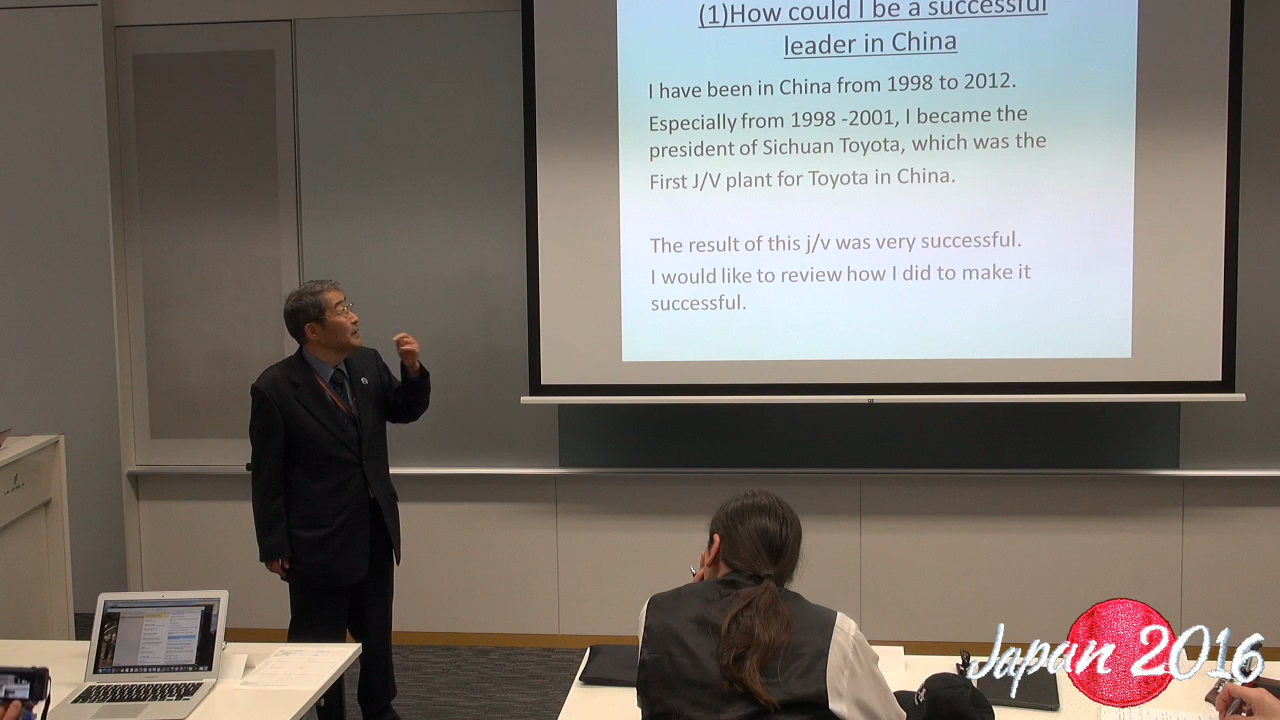 (1)How could I be a successful
leader in China
I have been in China from 1998 to 2012.
Especially from 1998 -2001, I became the
president of Sichuan Toyota, which was the
First J/V plant for Toyota in China.
The result of this j/v was very successful.
I would like to review how I did to make it
successful.
Japan 2016